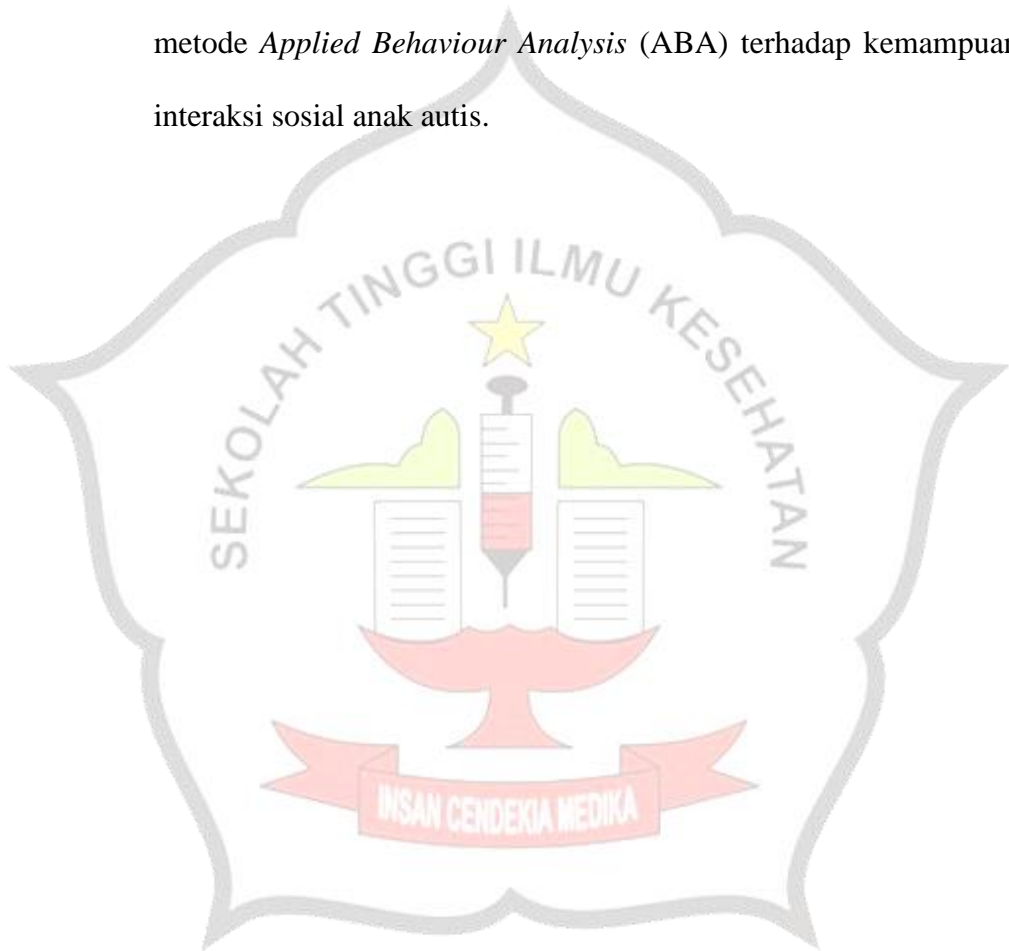 metode Applied Behaviour Analysis (ABA) terhadap kemampuan
interaksi sosial anak autis.
SEKOLAH TINGGI ILMU KESEHATAN
INSAN CENDEKIA MEDIKA